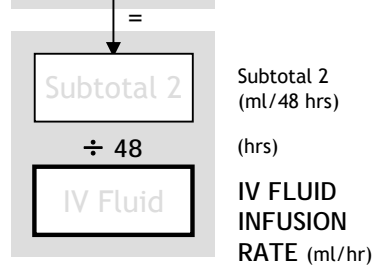 =
Subtotal 2
Subtotal 2
(ml/48 hrs)
÷ 48
(hrs)
IV Fluid
IV FLUID
INFUSION
RATE (ml/hr)